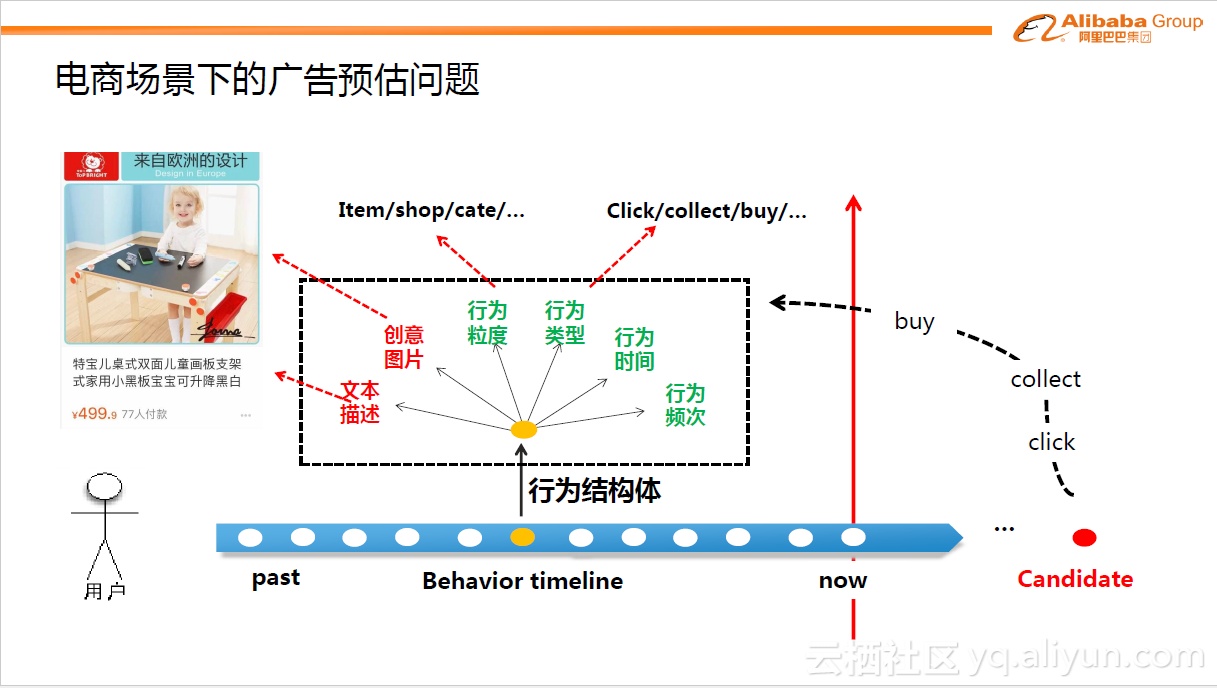 Alibaba Group
阿里巴巴集团
电商场景下的广告预估问题
TOPBRIGHT
来自欧洲的设计
Design in Europe
特宝儿桌式双面儿童画板支架
式家用小黑板宝宝可升降黑白
¥499.9 77人付款
...
Item/shop/cate/...
Click/collect/buy/...
创意
图片
行为
粒度
行为
类型
行为
时间
文本
描述
行为
频次
buy
collect
click
行为结构体
...
用户
past
Behavior timeline
now
Candidate
云栖社区 yq.aliyun.com